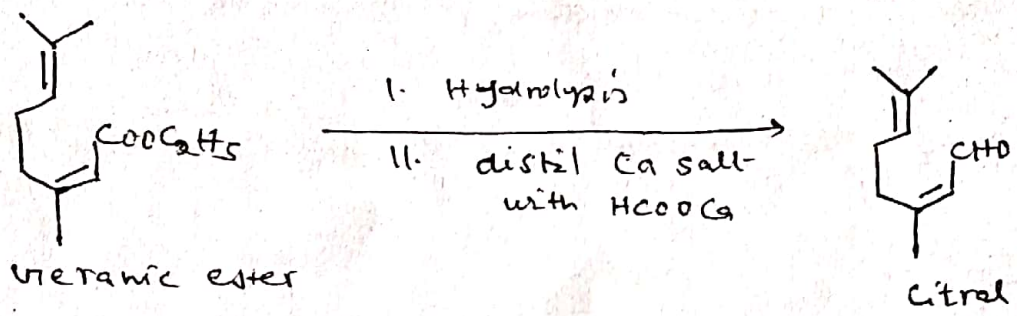 I. Hydrolysis
COOC2H5
CHO
II. distil Ca salt
with HCOOCa
Geranic ester
Citral